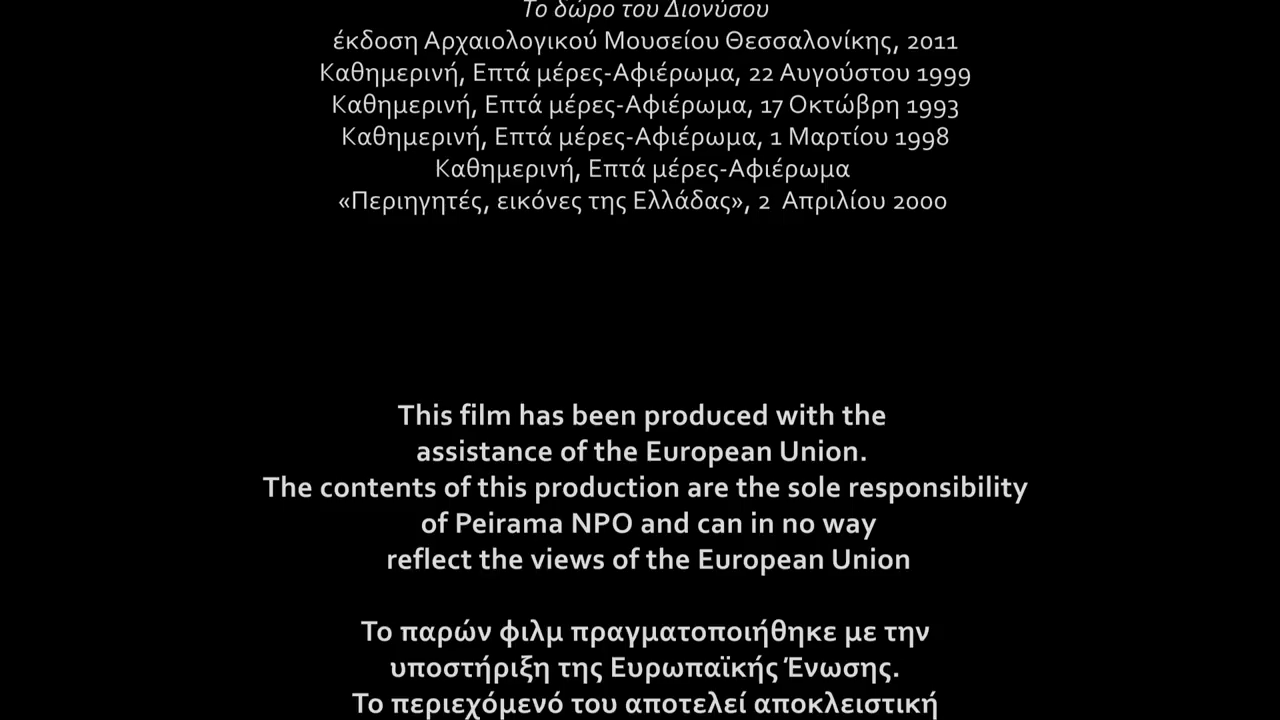 Το δώρο του Διονύσου
έκδοση Αρχαιολογικού Μουσείου Θεσσαλονίκης, 2011
Καθημερινή, Επτά μέρες-Αφιέρωμα, 22 Αυγούστου 1999
Καθημερινή, Επτά μέρες-Αφιέρωμα, 17 Οκτώβρη 1993
Καθημερινή, Επτά μέρες-Αφιέρωμα, 1 Μαρτίου 1998
Καθημερινή, Επτά μέρες-Αφιέρωμα
«Περιηγητές, εικόνες της Ελλάδας», 2 Απριλίου 2000
This film has been produced with the
assistance of the European Union.
The contents of this production are the sole responsibility
of Peirama NPO and can in no way
reflect the views of the European Union
Το παρών φιλμ πραγματοποιήθηκε με την
υποστήριξη της Ευρωπαϊκής Ένωσης.
Το περιεχόμενό του αποτελεί αποκλειστική